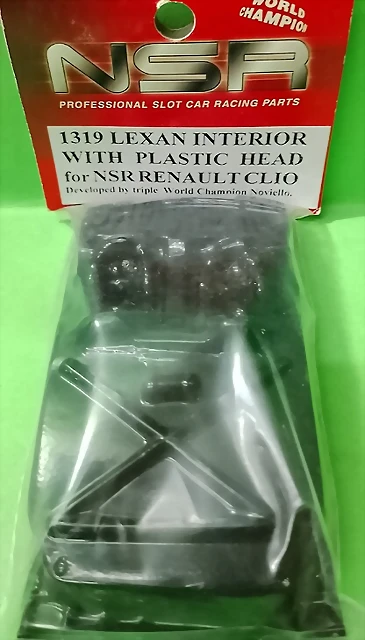 WORLD
CHAMPION
NSR
PROFESSIONAL SLOT CAR RACING PARTS
1319 LEXAN INTERIOR
WITH PLASTIC HEAD
for NSR RENAULT CLIO
Developed by triple World Champion Noviello.